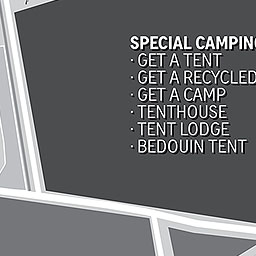 SPECIAL CAMPING
· GET A TENT
· GET A RECYCLED
· GET A CAMP
· TENTHOUSE
· TENT LODGE
· BEDOUIN TENT